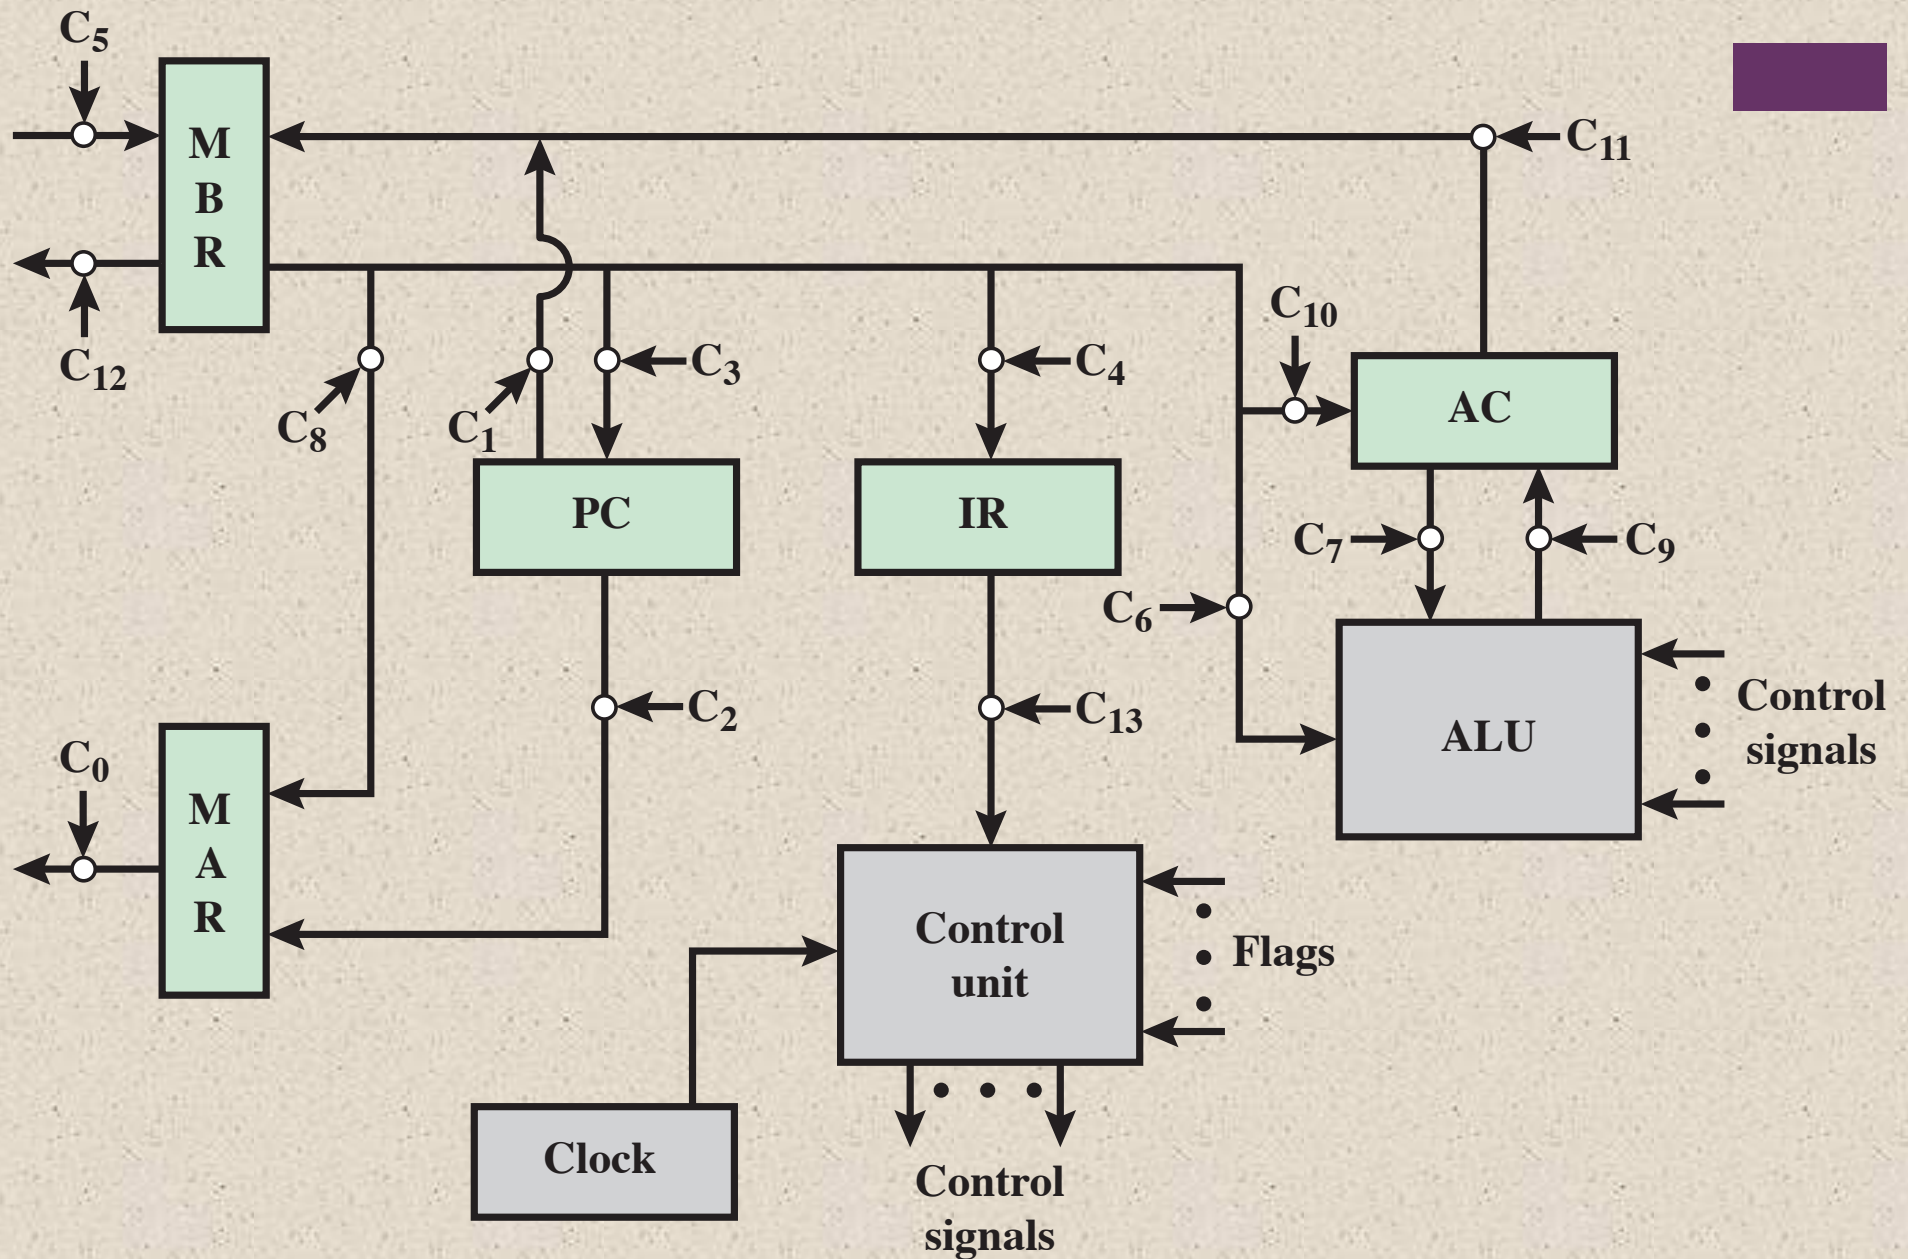 C5
M
B
R
C11
C12
C8
C1
C3
C4
C10
AC
PC
IR
C7
C9
C6
C2
C13
ALU
Control
signals
C0
M
A
R
Control
unit
Flags
Clock
Control
signals